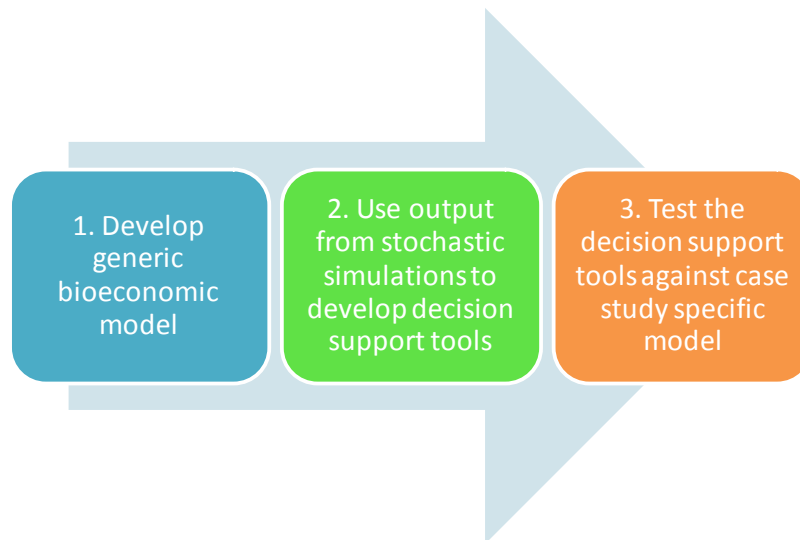 1. Develop
generic
bioeconomic
model
2. Use output
from stochastic
simulations to
develop decision
support tools
3. Test the
decision support
tools against case
study specific
model